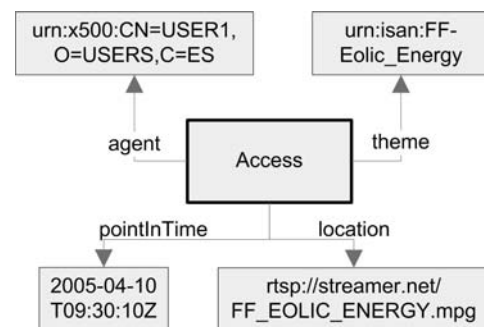 urn:x500:CN=USER1,
O=USERS,C=ES
urn:isan:FF-
Eolic_Energy
agent
Access
theme
pointInTime
location
2005-04-10
T09:30:10Z
rtsp://streamer.net/
FF_EOLIC_ENERGY.mpg